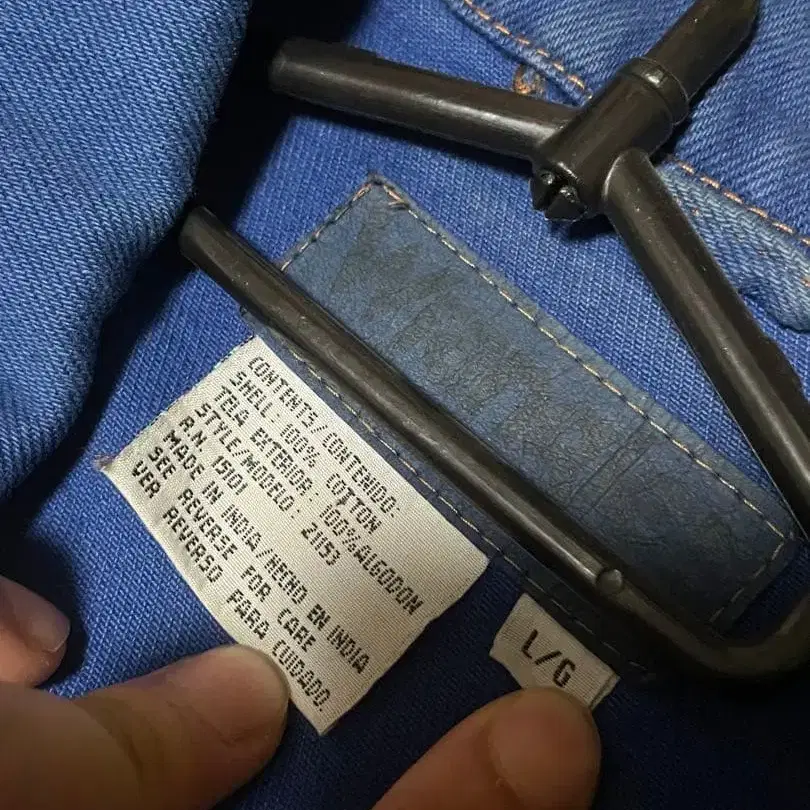 CONTENTS/CONTENIDO:
SHELL: 100% COTTON
TELA EXTERIOR: 100%ALGODON
STYLE/MODELO: 21153
R.N. 15101
MADE IN INDIA/HECHO EN INDIA
SEE REVERSE FOR CARE
VER REVERSO PARA CUIDADO.
L/G